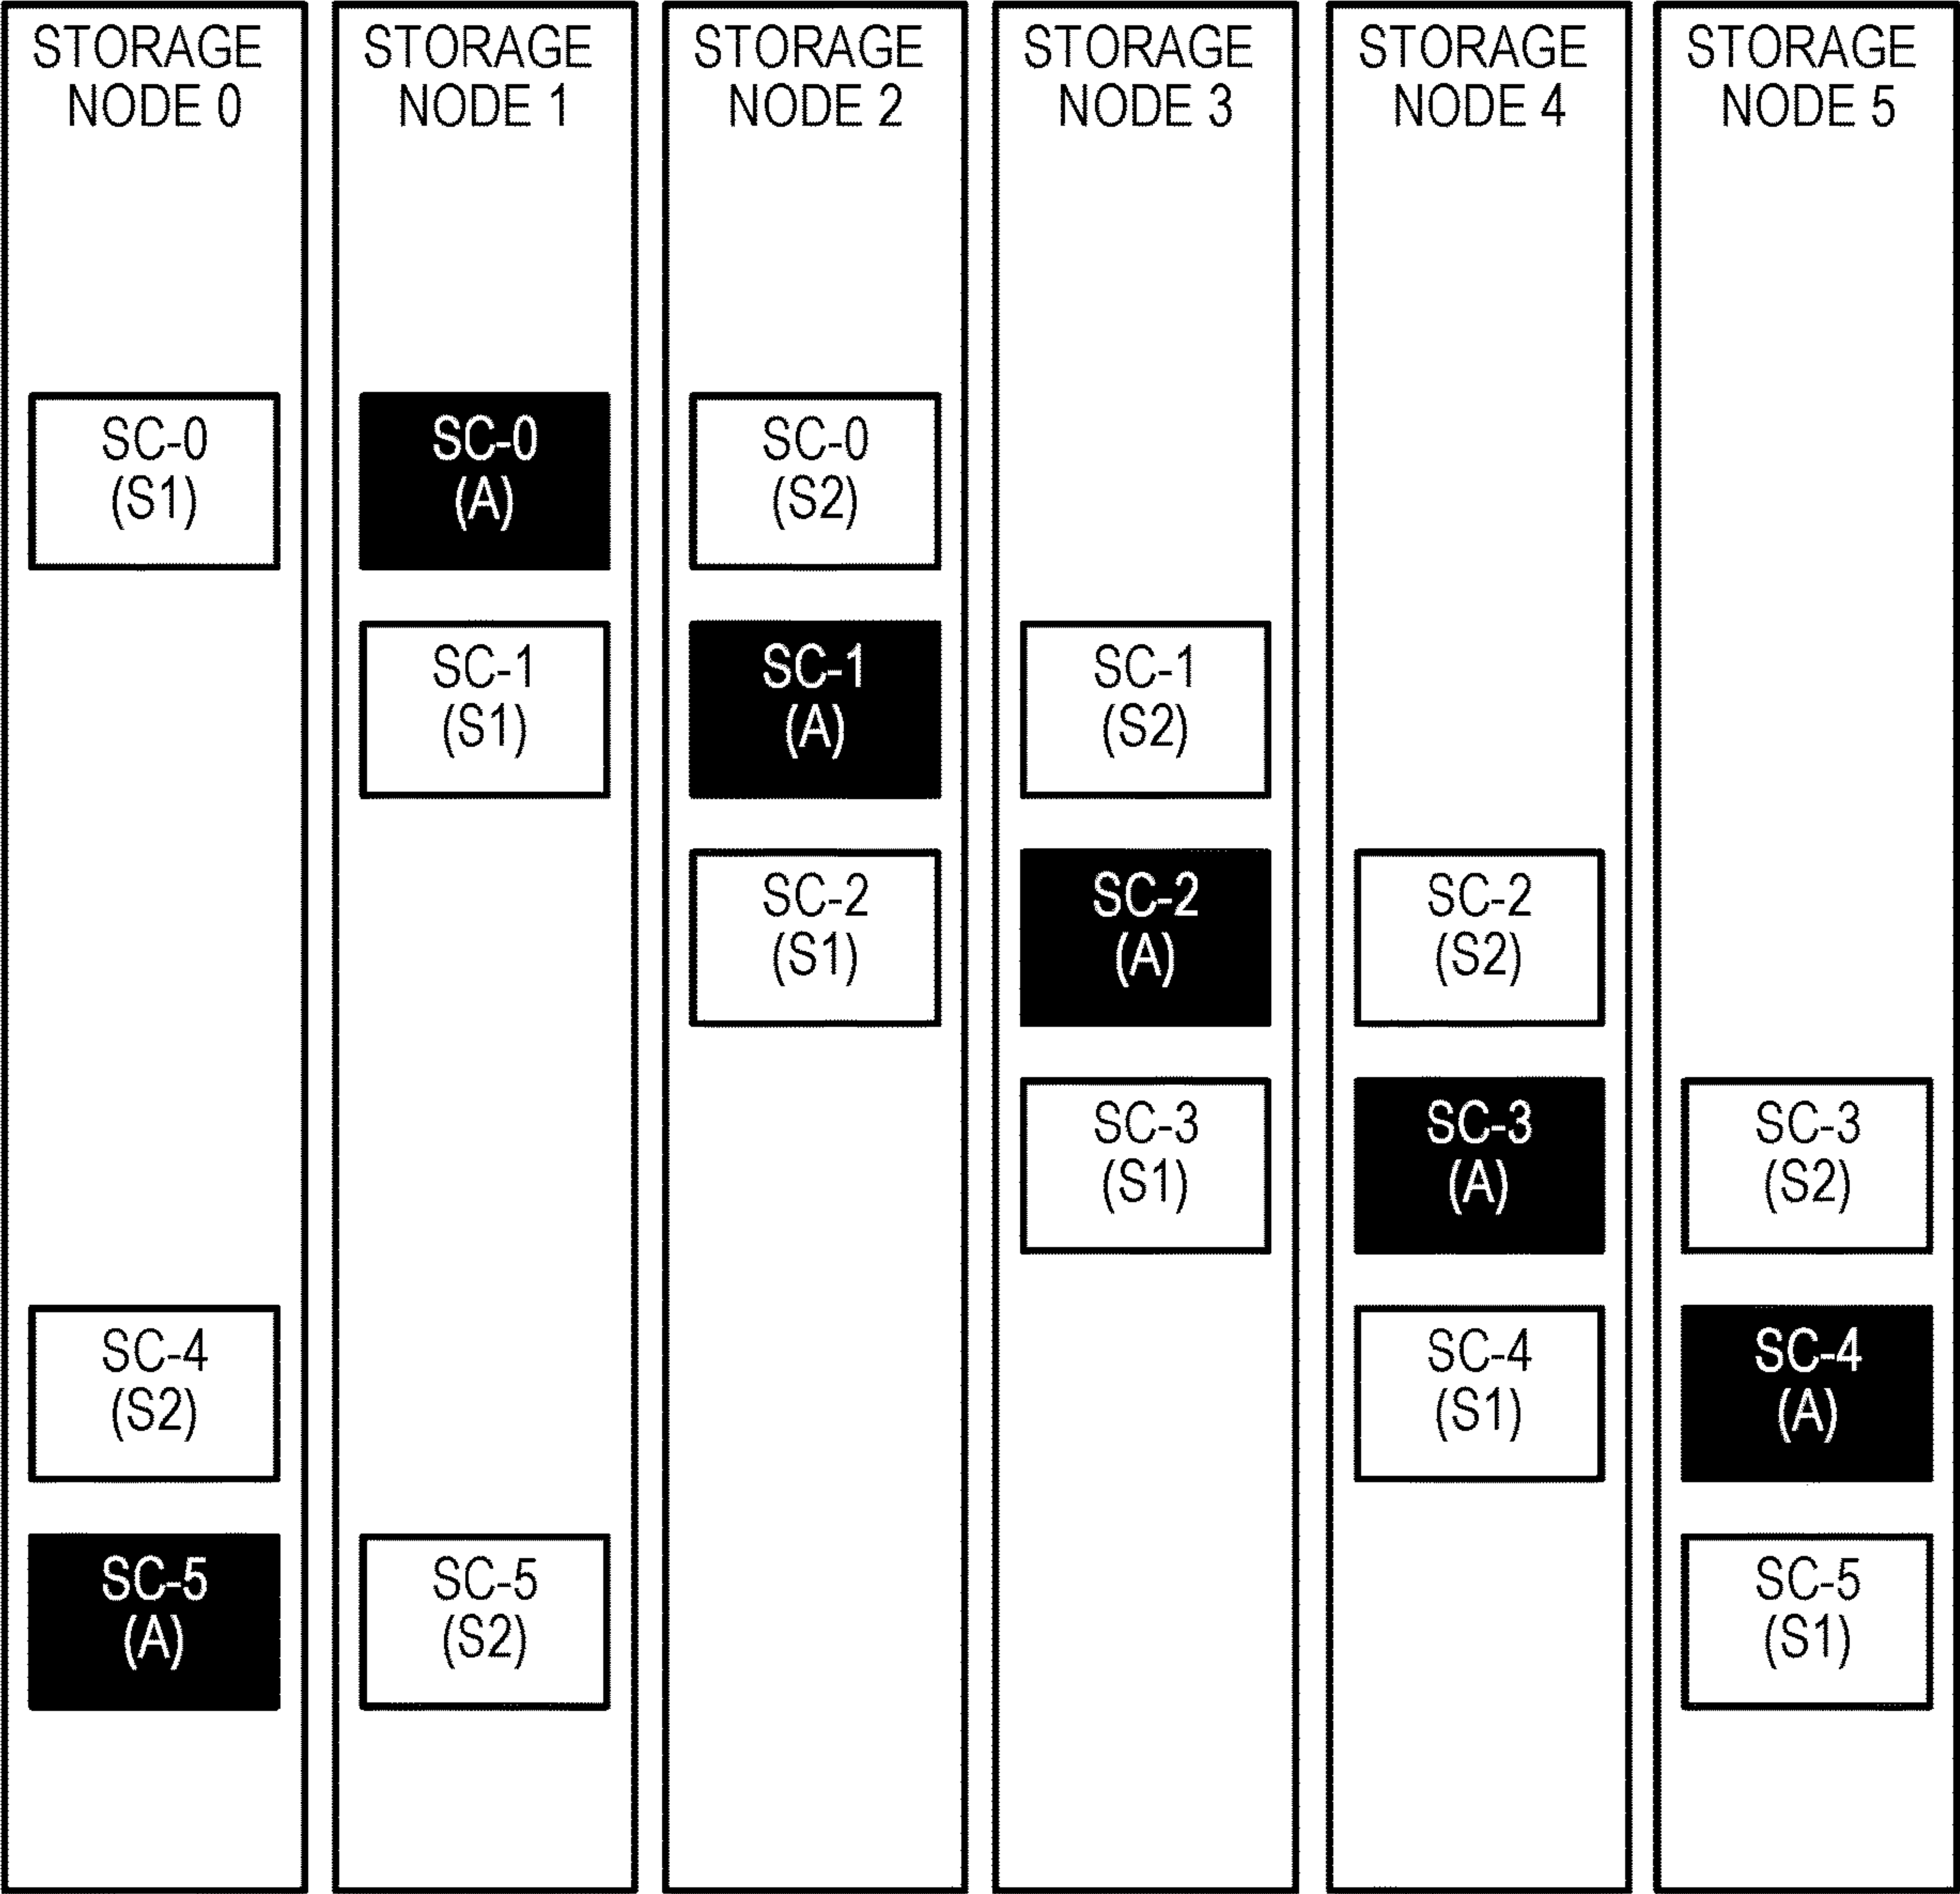 STORAGE
NODE 0
STORAGE
NODE 1
STORAGE
NODE 2
STORAGE
NODE 3
STORAGE
NODE 4
STORAGE
NODE 5
SC-0
(S1)
SC-0
(A)
SC-0
(S2)
SC-1
(S1)
SC-1
(A)
SC-1
(S2)
SC-2
(S1)
SC-2
(A)
SC-2
(S2)
SC-3
(S1)
SC-3
(A)
SC-3
(S2)
SC-4
(S2)
SC-4
(S1)
SC-4
(A)
SC-5
(A)
SC-5
(S2)
SC-5
(S1)